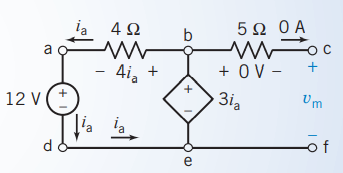 iₐ 4 Ω b 5 Ω 0 A
a c
− 4iₐ + + 0 V − +
12 V + − iₐ iₐ + − 3iₐ vₘ
d e − f